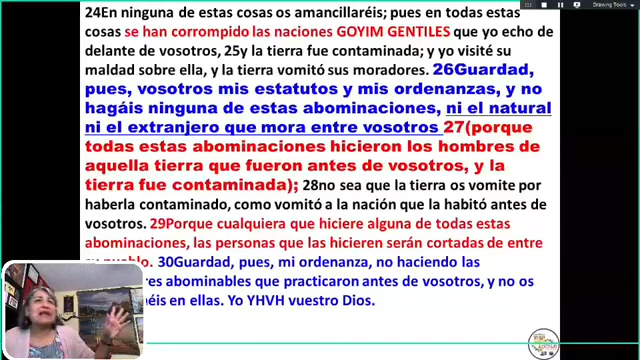 24En ninguna de estas cosas os amancillaréis; pues en todas estas
cosas se han corrompido las naciones GOYIM GENTILES que yo echo de
delante de vosotros, 25y la tierra fue contaminada; y yo visité su
maldad sobre ella, y la tierra vomitó sus moradores. 26Guardad,
pues, vosotros mis estatutos y mis ordenanzas, y no
hagáis ninguna de estas abominaciones, ni el natural
ni el extranjero que mora entre vosotros 27(porque
todas estas abominaciones hicieron los hombres de
aquella tierra que fueron antes de vosotros, y la
tierra fue contaminada); 28no sea que la tierra os vomite por
haberla contaminado, como vomitó a la nación que la habitó antes de
vosotros. 29Porque cualquiera que hiciere alguna de todas estas
abominaciones, las personas que las hicieren serán cortadas de entre
su pueblo. 30Guardad, pues, mi ordenanza, no haciendo las
res abominables que practicaron antes de vosotros, y no os
éis en ellas. Yo YHVH vuestro Dios.
Drawing Tools